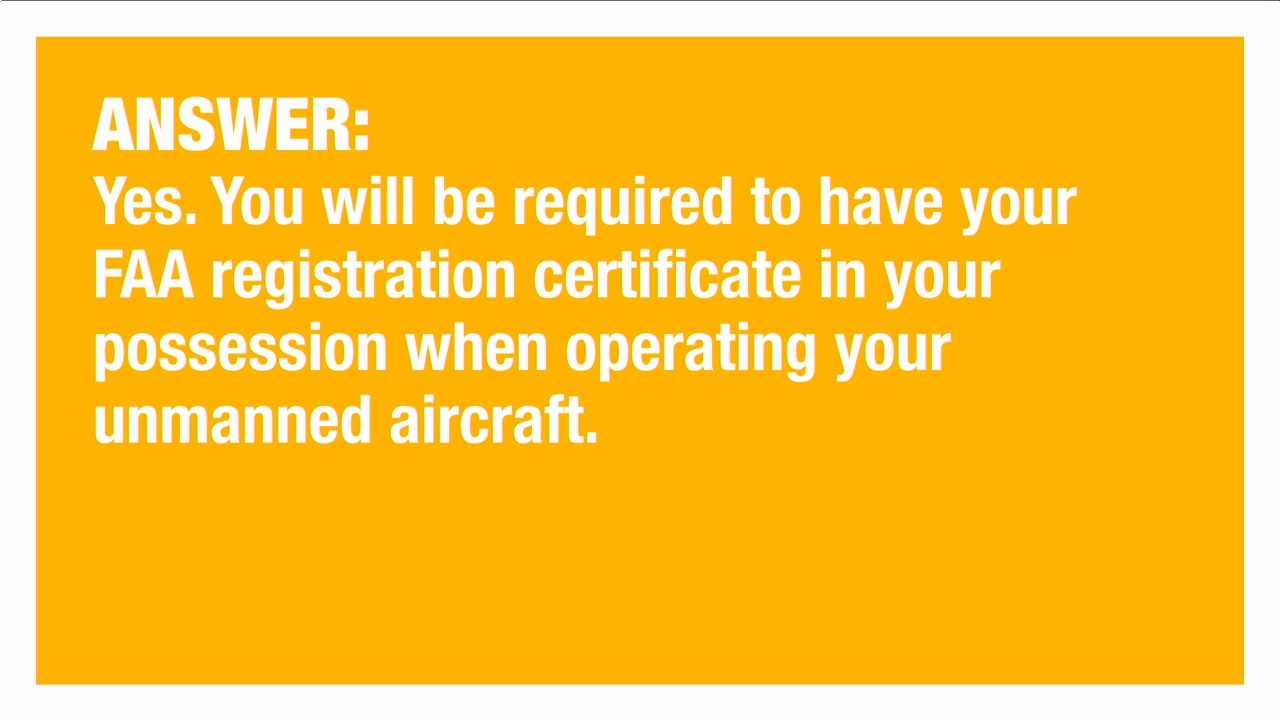 ANSWER:
Yes. You will be required to have your
FAA registration certificate in your
possession when operating your
unmanned aircraft.